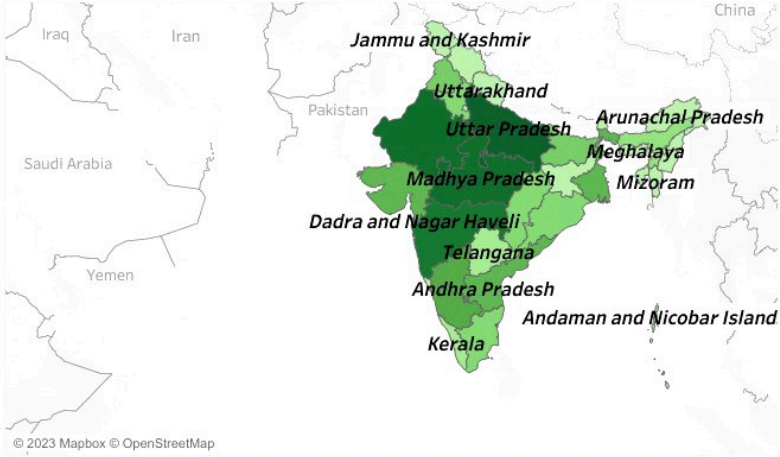 China
Iraq
Iran
Jammu and Kashmir
Uttarakhand
Pakistan
Arunachal Pradesh
Uttar Pradesh
Meghalaya
Saudi Arabia
Madhya Pradesh
Mizoram
Dadra and Nagar Haveli
Telangana
Yemen
Andhra Pradesh
Andaman and Nicobar Island
Kerala
© 2023 Mapbox © OpenStreetMap